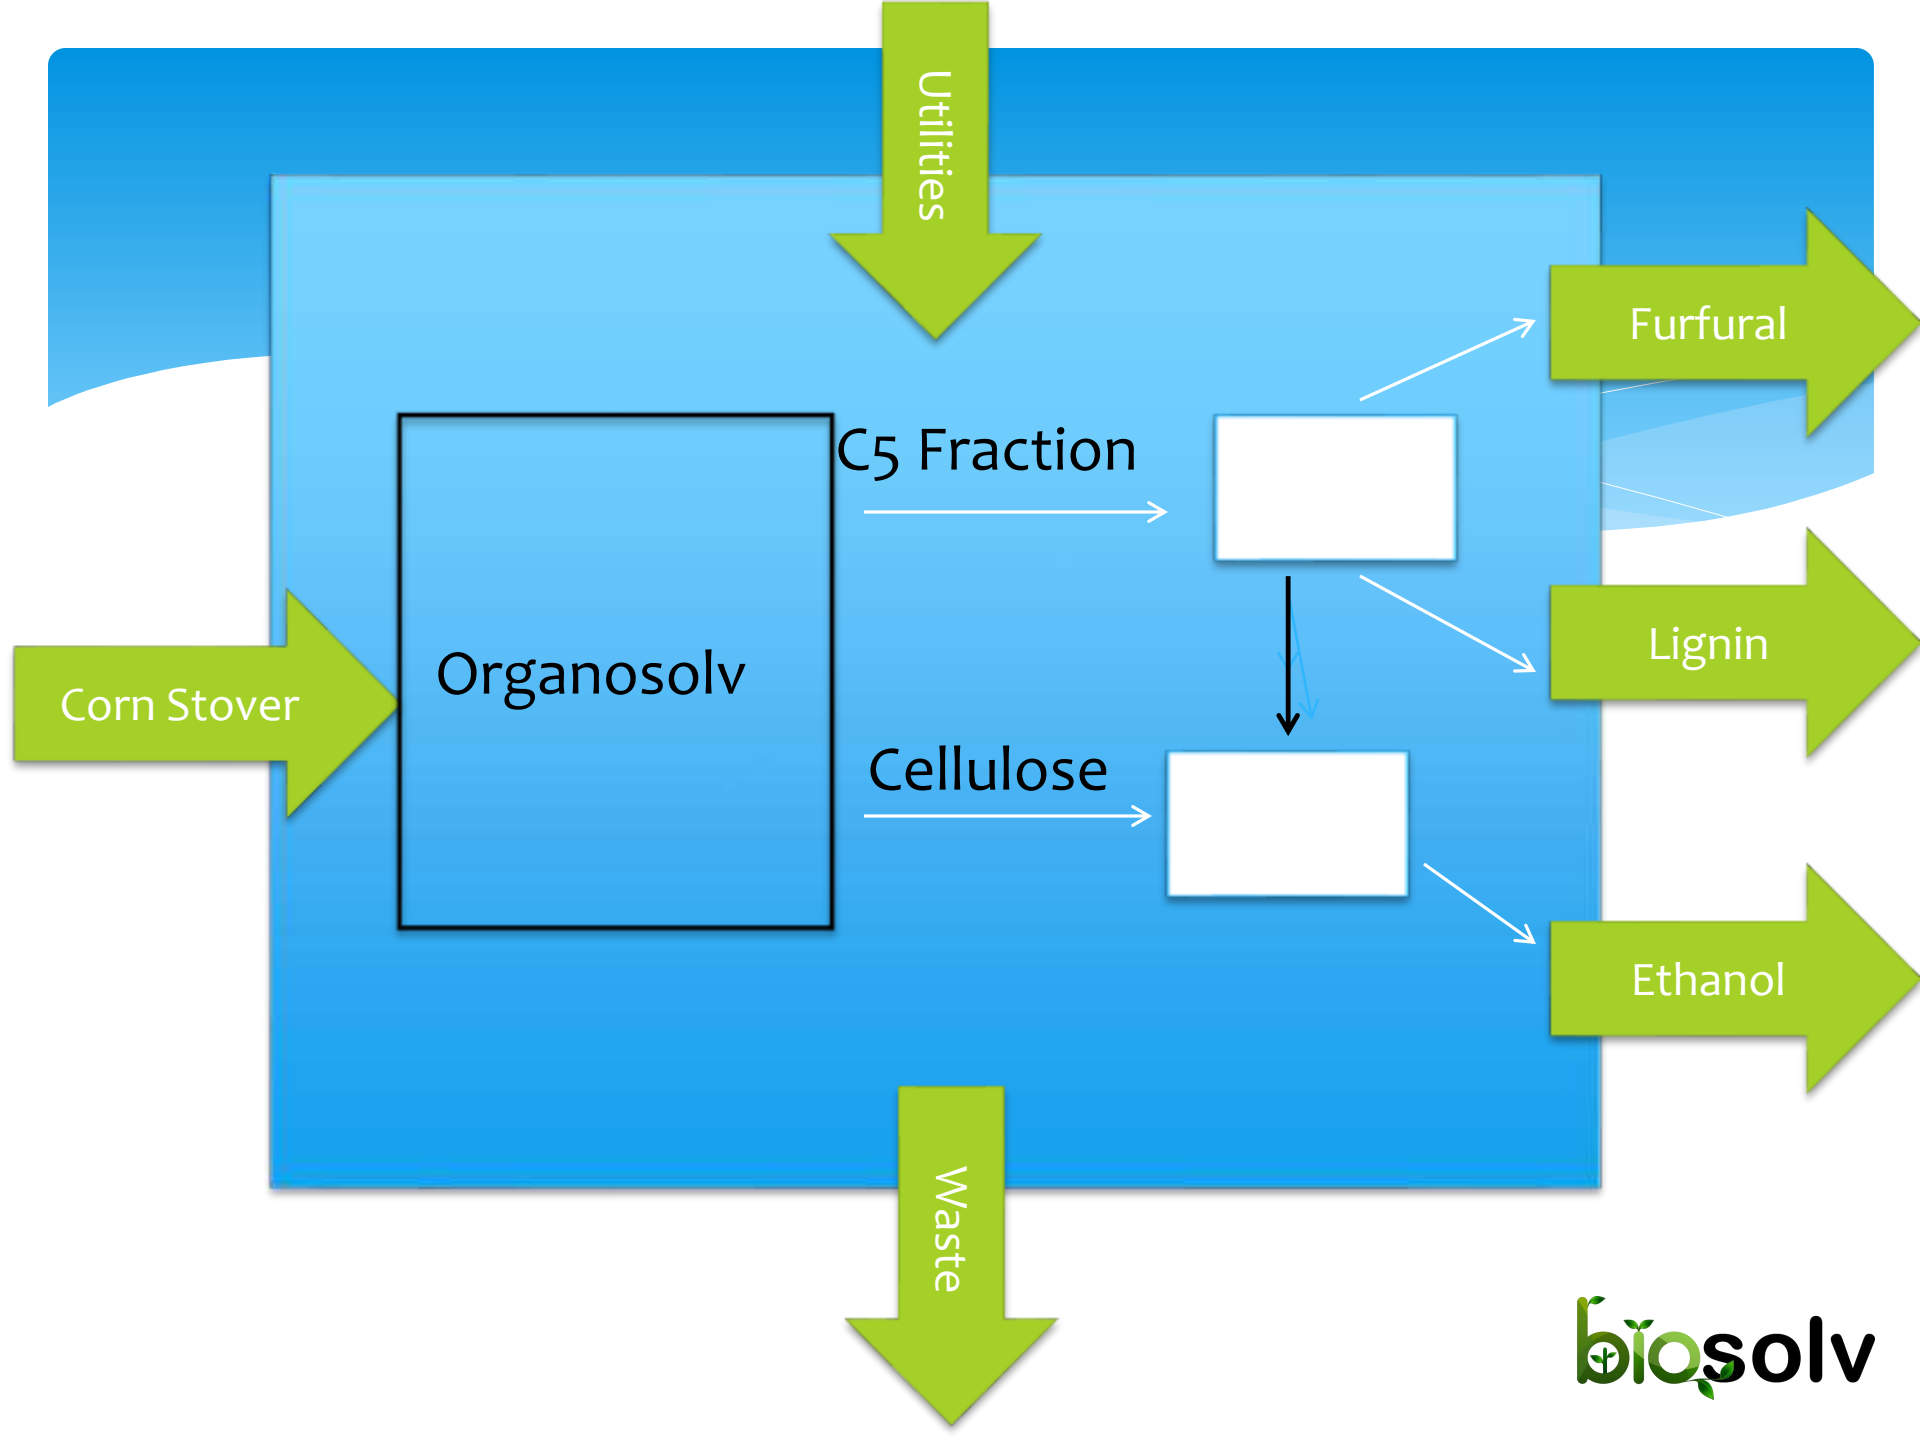 Utilities
Furfural
C5 Fraction
Lignin
Organosolv
Corn Stover
Cellulose
Ethanol
Waste
biosolv